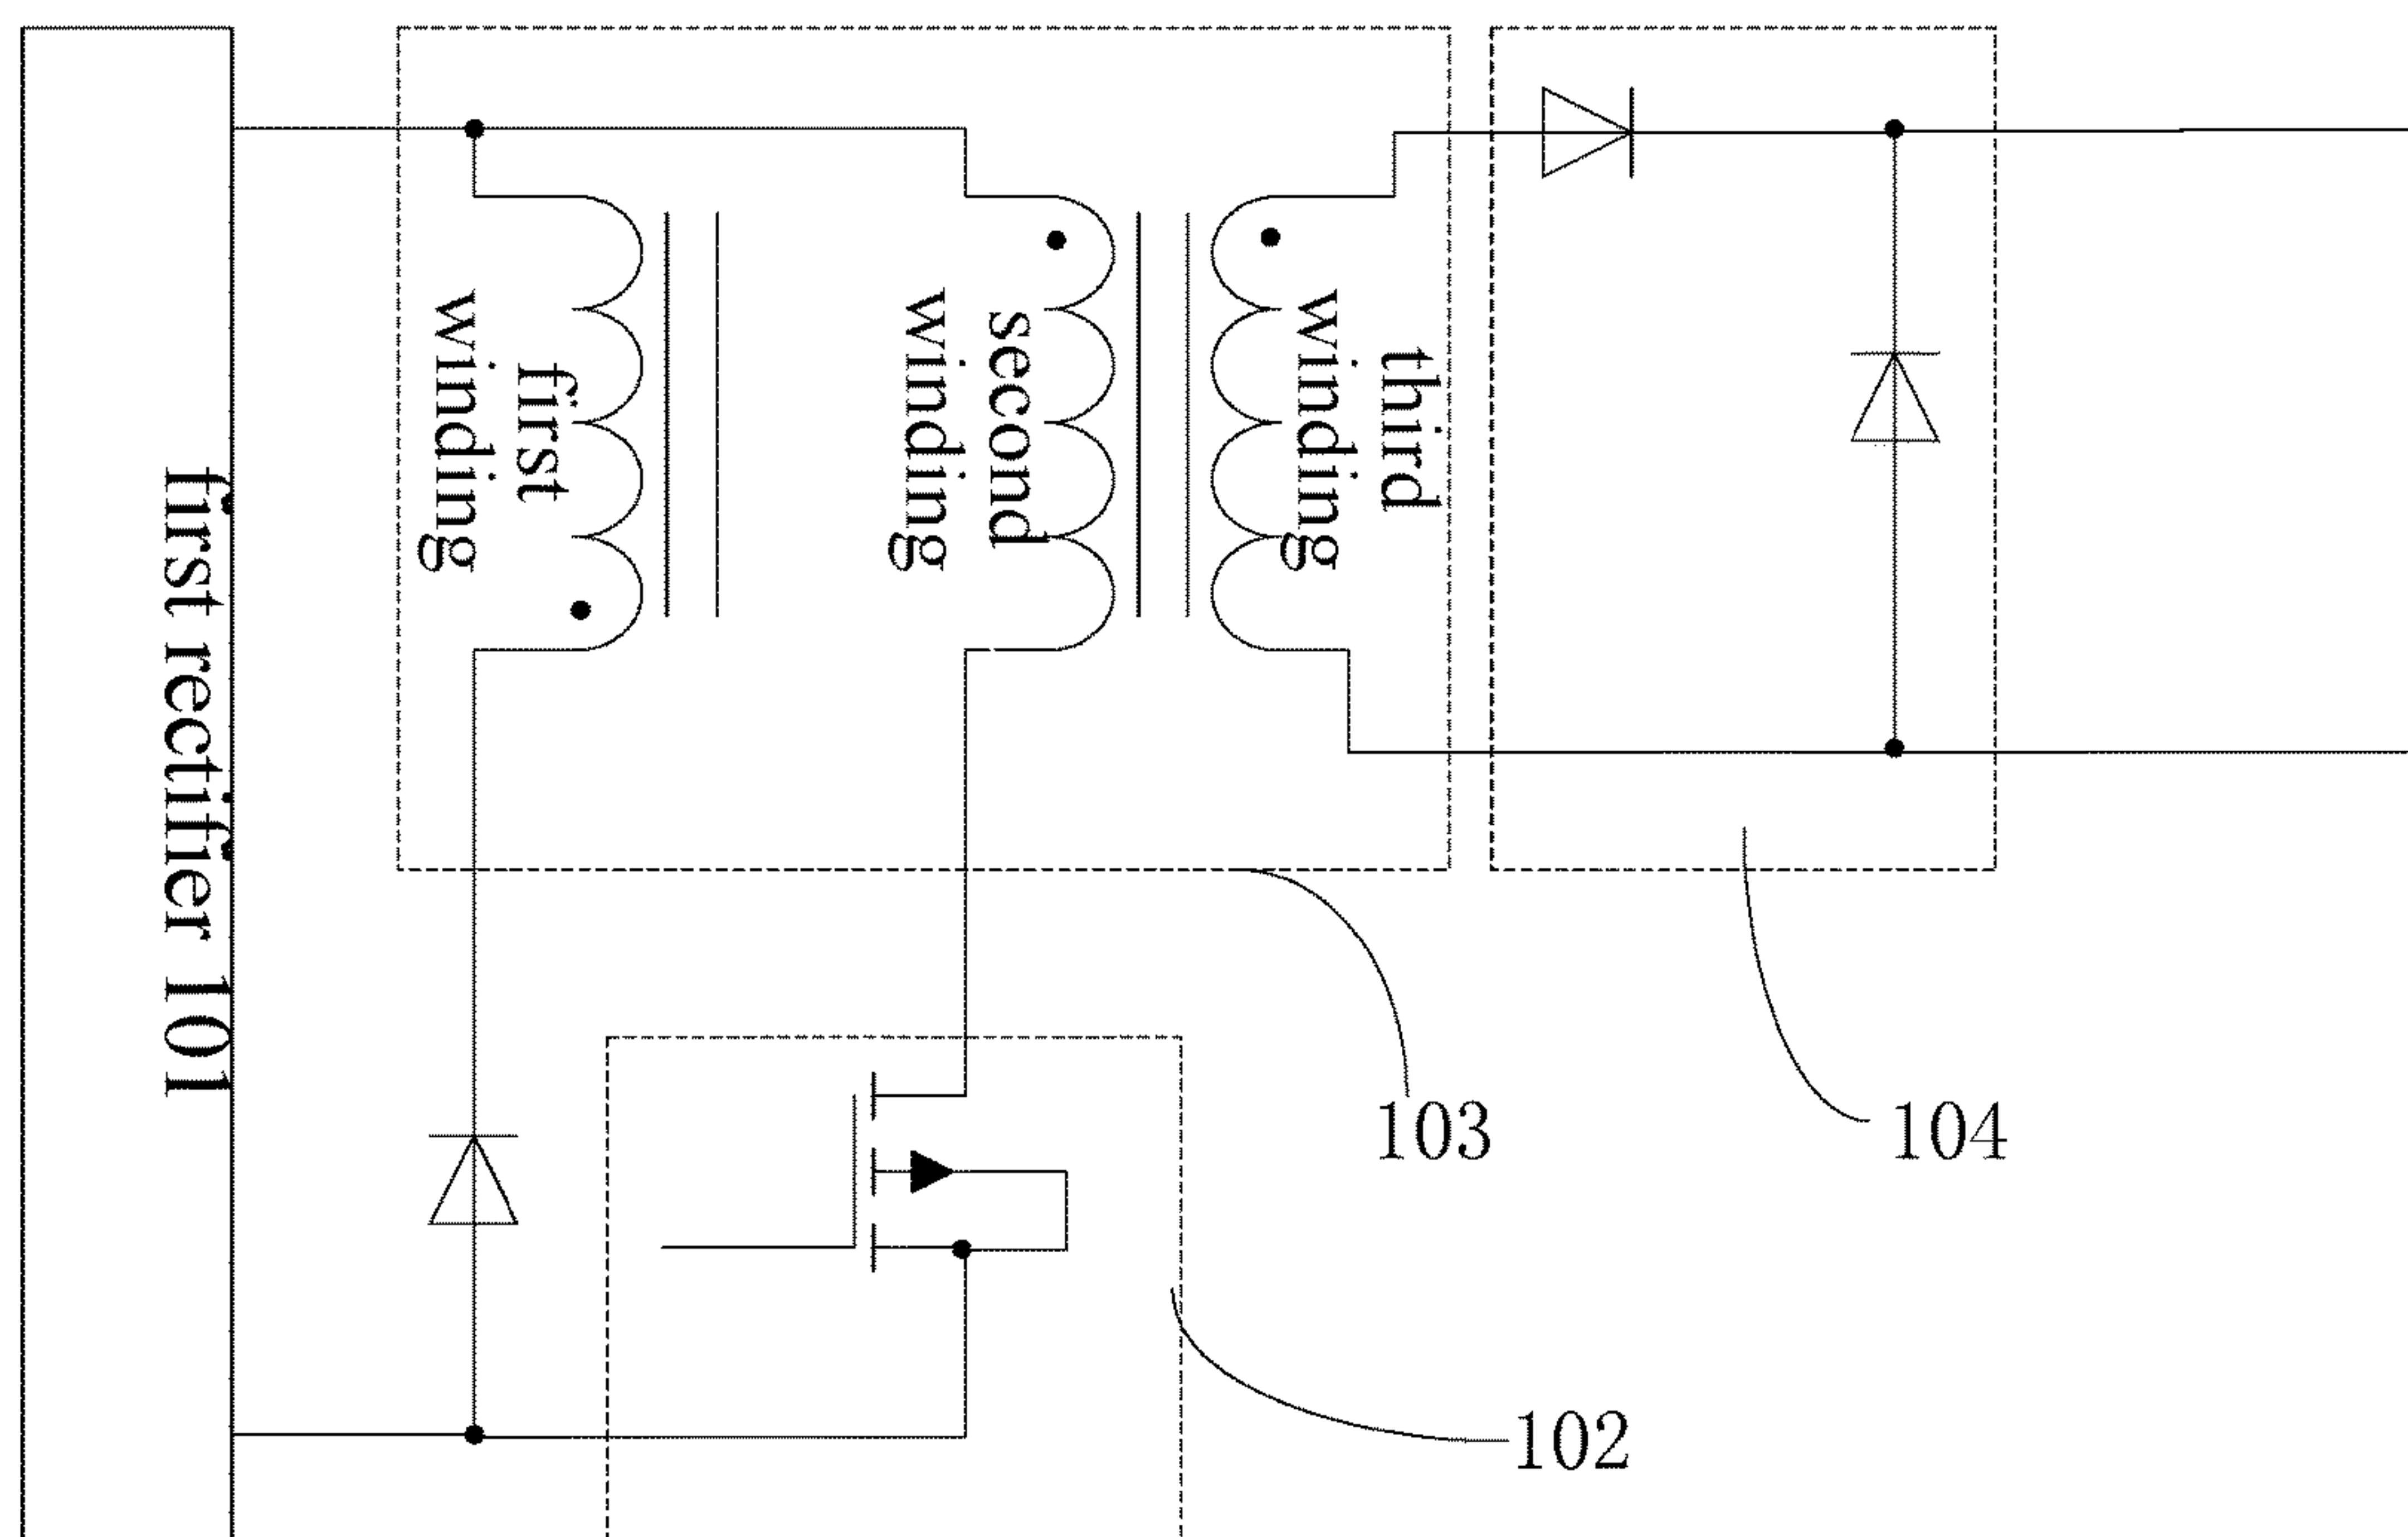 first rectifier 101
first
winding
second
winding
third
winding
103
104
102